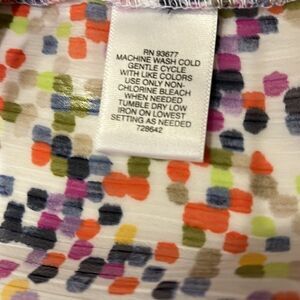 RN 93677
MACHINE WASH COLD
GENTLE CYCLE
WITH LIKE COLORS
USE ONLY NON-
CHLORINE BLEACH
WHEN NEEDED
TUMBLE DRY LOW
IRON ON LOWEST
SETTING AS NEEDED
728642